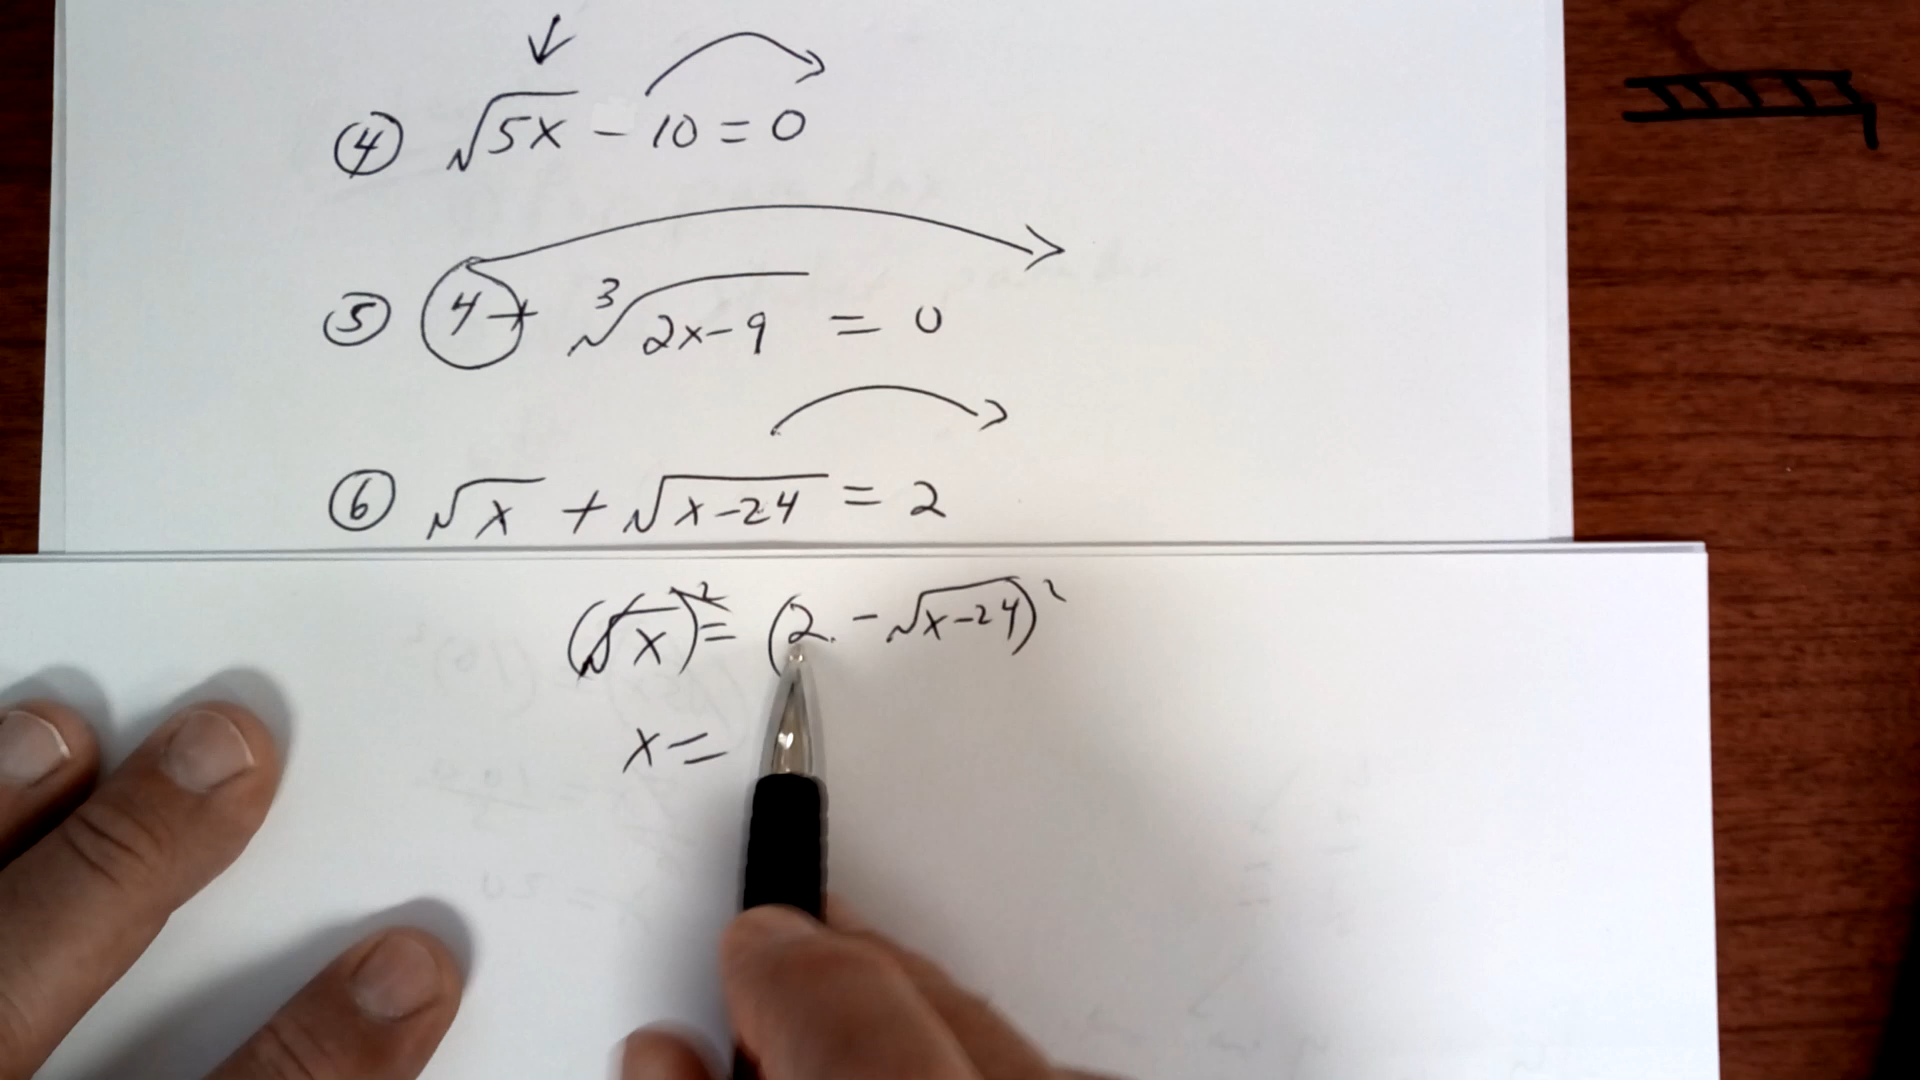 ④ √5x - 10 = 0
⑤ 4 + ∛2x-9 = 0
⑥ √x + √x-24 = 2
(√x)² = (2 - √x-24)²
x =